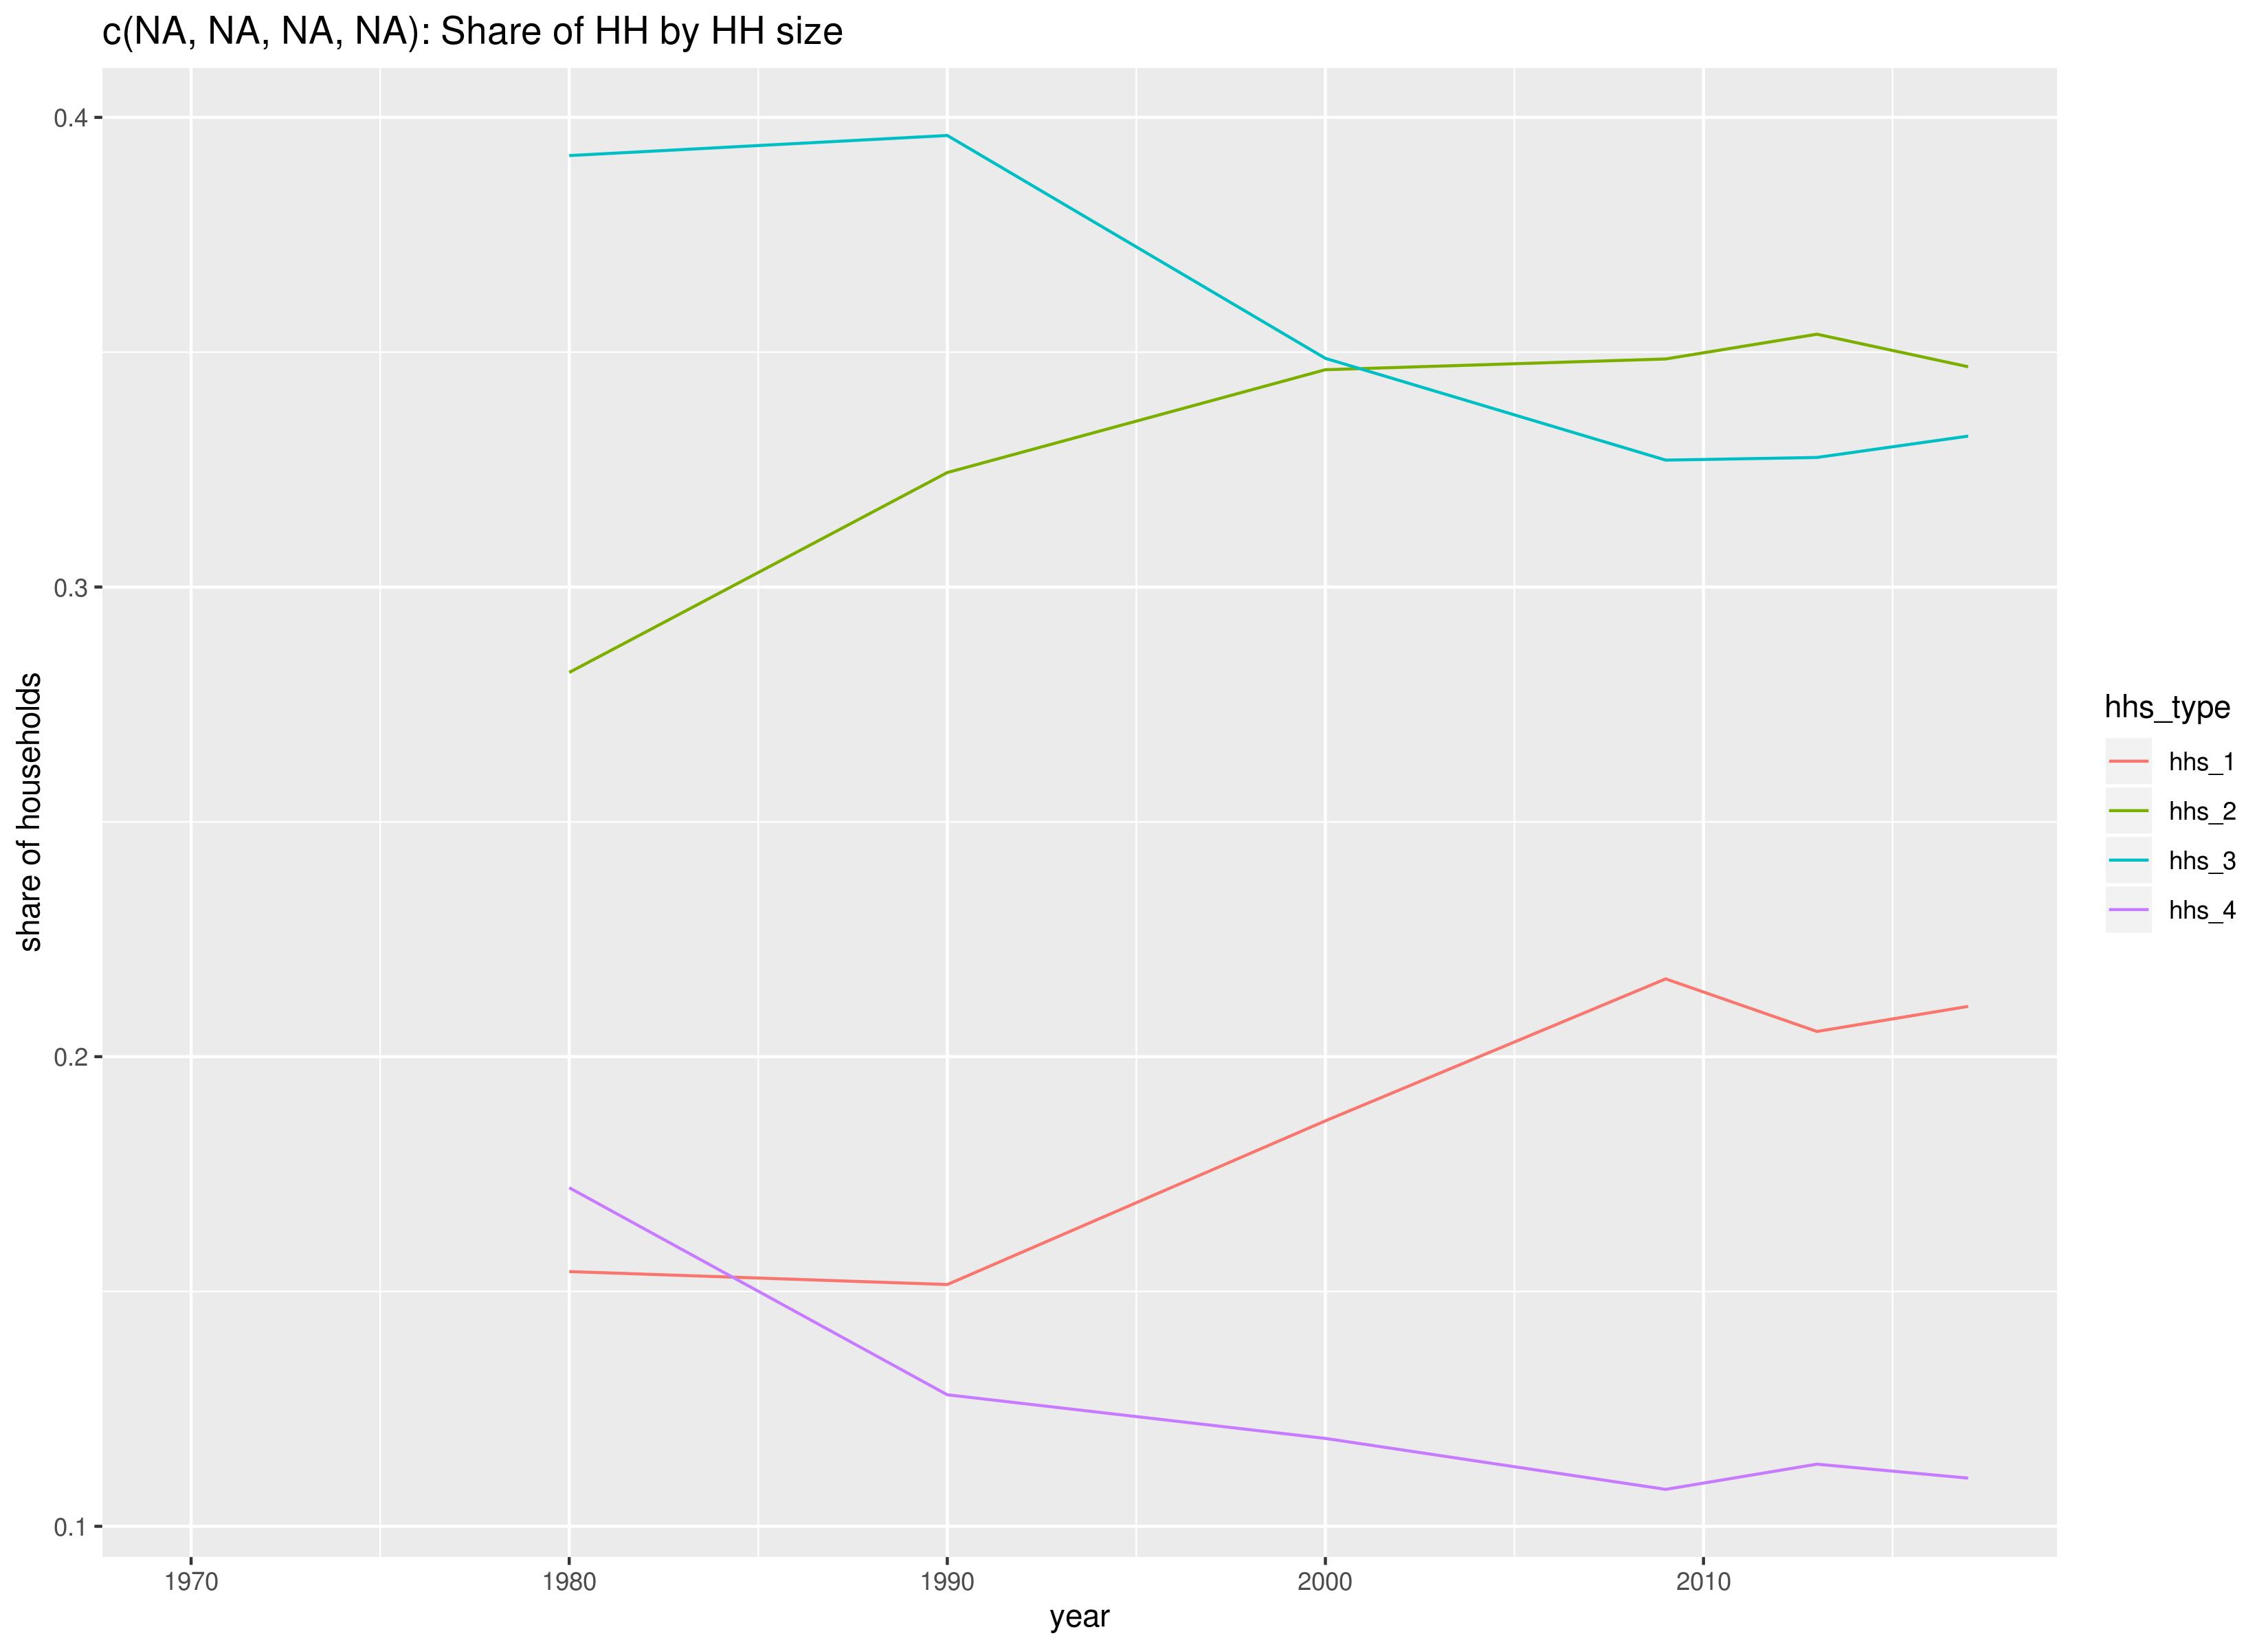 c(NA, NA, NA, NA): Share of HH by HH size
0.4
0.3
0.2
0.1
share of households
1970
1980
1990
2000
2010
year
hhs_type
hhs_1
hhs_2
hhs_3
hhs_4